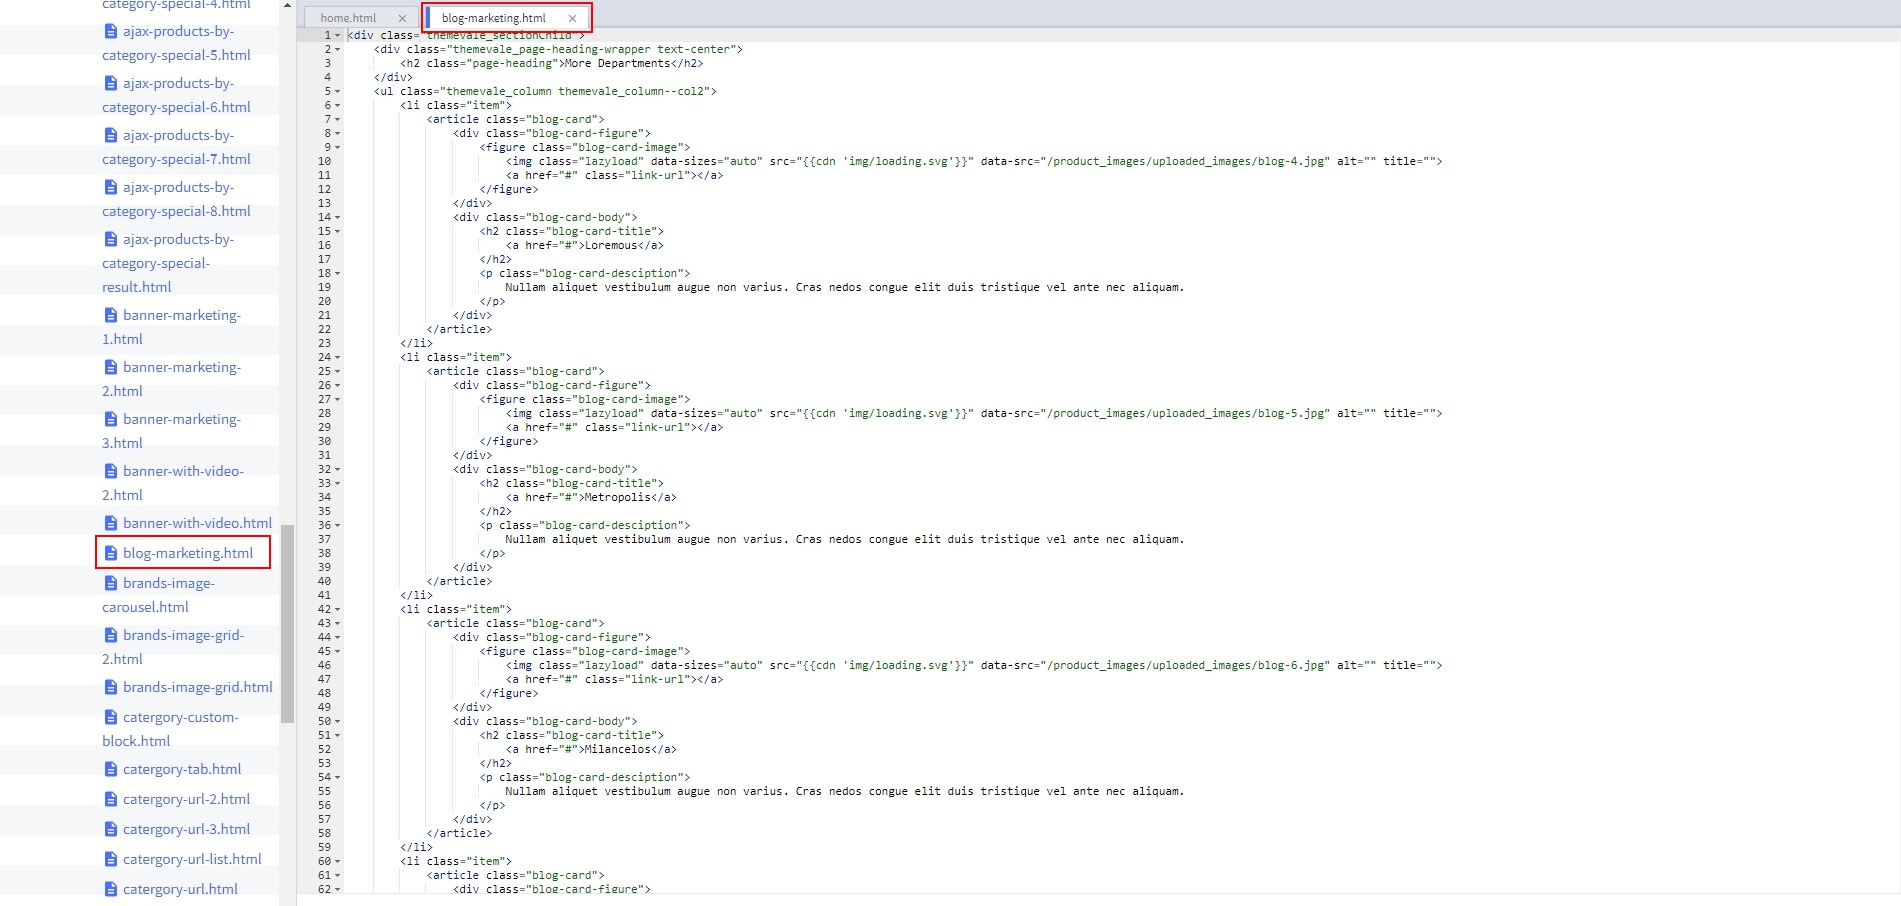 category-special-4.html
ajax-products-by-
category-special-5.html
ajax-products-by-
category-special-6.html
ajax-products-by-
category-special-7.html
ajax-products-by-
category-special-8.html
ajax-products-by-
category-special-
result.html
banner-marketing-
1.html
banner-marketing-
2.html
banner-marketing-
3.html
banner-with-video-
2.html
banner-with-video.html
blog-marketing.html
brands-image-
carousel.html
brands-image-grid-
2.html
brands-image-grid.html
catergory-custom-
block.html
catergory-tab.html
catergory-url-2.html
catergory-url-3.html
catergory-url-list.html
catergory-url.html
home.html × blog-marketing.html ×
1 <div class="themevale_sectionChild">
2 <div class="themevale_page-heading-wrapper text-center">
3 <h2 class="page-heading">More Departments</h2>
4 </div>
5 <ul class="themevale_column themevale_column--col2">
6 <li class="item">
7 <article class="blog-card">
8 <div class="blog-card-figure">
9 <figure class="blog-card-image">
10 <img class="lazyload" data-sizes="auto" src="{{cdn 'img/loading.svg'}}" data-src="/product_images/uploaded_images/blog-4.jpg" alt="" title="">
11 <a href="#" class="link-url"></a>
12 </figure>
13 </div>
14 <div class="blog-card-body">
15 <h2 class="blog-card-title">
16 <a href="#">Loremous</a>
17 </h2>
18 <p class="blog-card-desciption">
19 Nullam aliquet vestibulum augue non varius. Cras nedos congue elit duis tristique vel ante nec aliquam.
20 </p>
21 </div>
22 </article>
23 </li>
24 <li class="item">
25 <article class="blog-card">
26 <div class="blog-card-figure">
27 <figure class="blog-card-image">
28 <img class="lazyload" data-sizes="auto" src="{{cdn 'img/loading.svg'}}" data-src="/product_images/uploaded_images/blog-5.jpg" alt="" title="">
29 <a href="#" class="link-url"></a>
30 </figure>
31 </div>
32 <div class="blog-card-body">
33 <h2 class="blog-card-title">
34 <a href="#">Metropolis</a>
35 </h2>
36 <p class="blog-card-desciption">
37 Nullam aliquet vestibulum augue non varius. Cras nedos congue elit duis tristique vel ante nec aliquam.
38 </p>
39 </div>
40 </article>
41 </li>
42 <li class="item">
43 <article class="blog-card">
44 <div class="blog-card-figure">
45 <figure class="blog-card-image">
46 <img class="lazyload" data-sizes="auto" src="{{cdn 'img/loading.svg'}}" data-src="/product_images/uploaded_images/blog-6.jpg" alt="" title="">
47 <a href="#" class="link-url"></a>
48 </figure>
49 </div>
50 <div class="blog-card-body">
51 <h2 class="blog-card-title">
52 <a href="#">Milancelos</a>
53 </h2>
54 <p class="blog-card-desciption">
55 Nullam aliquet vestibulum augue non varius. Cras nedos congue elit duis tristique vel ante nec aliquam.
56 </p>
57 </div>
58 </article>
59 </li>
60 <li class="item">
61 <article class="blog-card">
62 <div class="blog-card-figure">